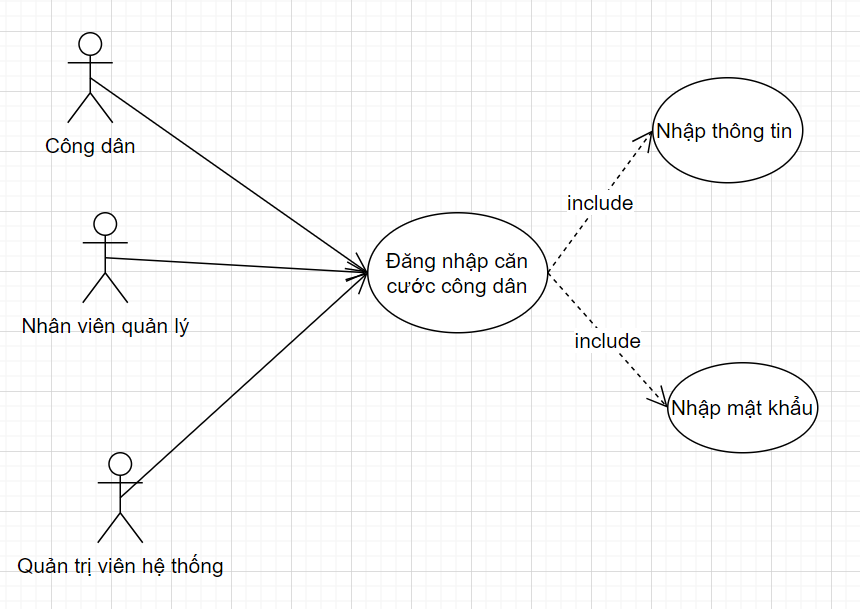 Công dân
Nhập thông tin
include
Đăng nhập căn
cước công dân
Nhân viên quản lý
include
Nhập mật khẩu
Quản trị viên hệ thống